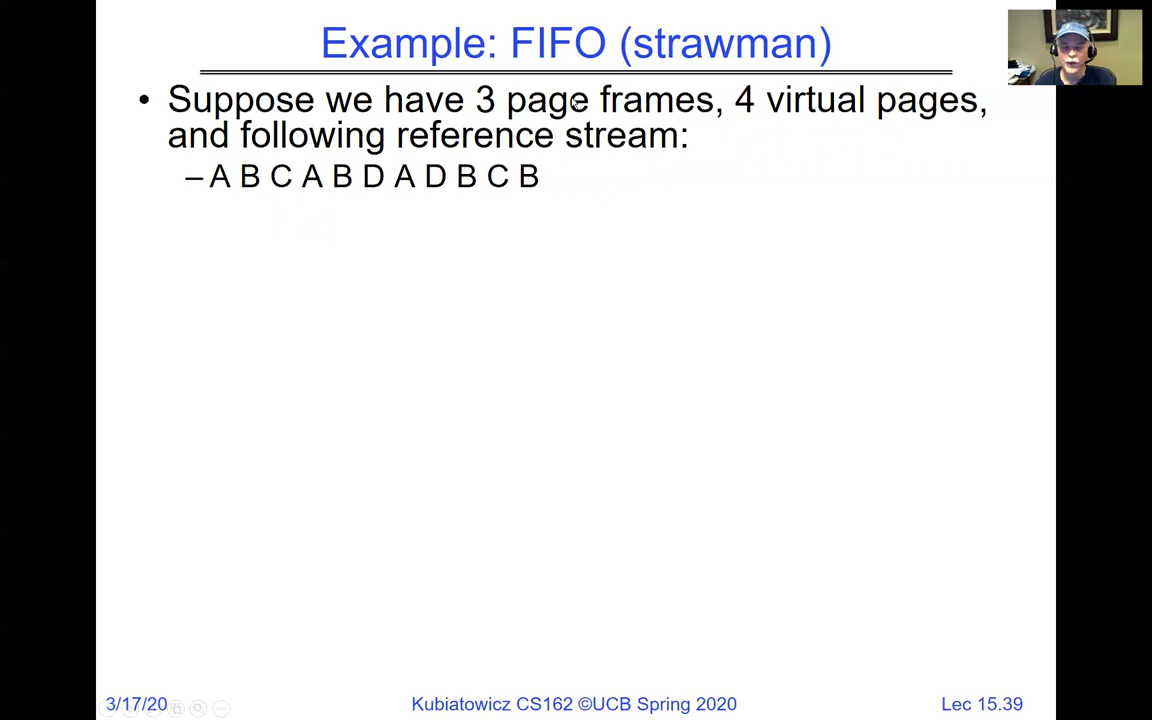 Example: FIFO (strawman)
• Suppose we have 3 page frames, 4 virtual pages,
and following reference stream:
– A B C A B D A D B C B
3/17/20
Kubiatowicz CS162 ©UCB Spring 2020
Lec 15.39